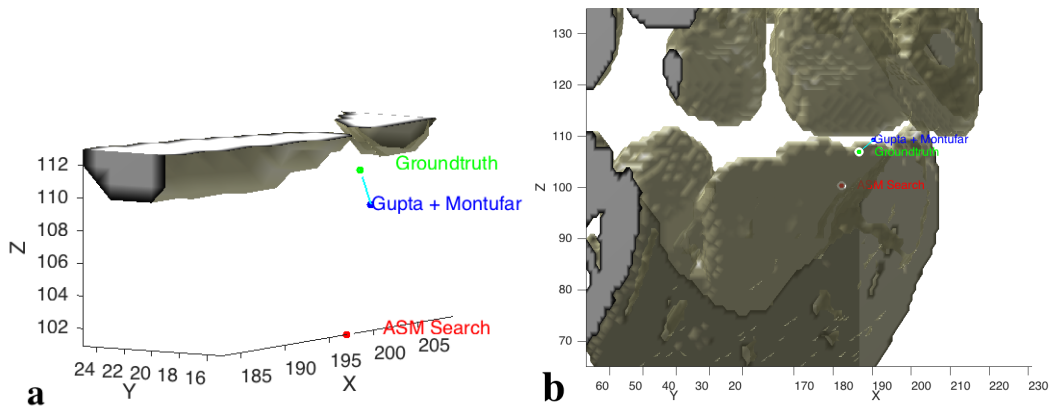 112
110
108
106
104
102
Z
Groundtruth
Gupta + Montufar
ASM Search
24 22 20 18 16
185 190 195 200 205
Y
X
a
130
120
110
100
90
80
70
Z
Gupta + Montufar
Groundtruth
ASM Search
60 50 40 30 20 170 180 190 200 210 220 230
Y
X
b